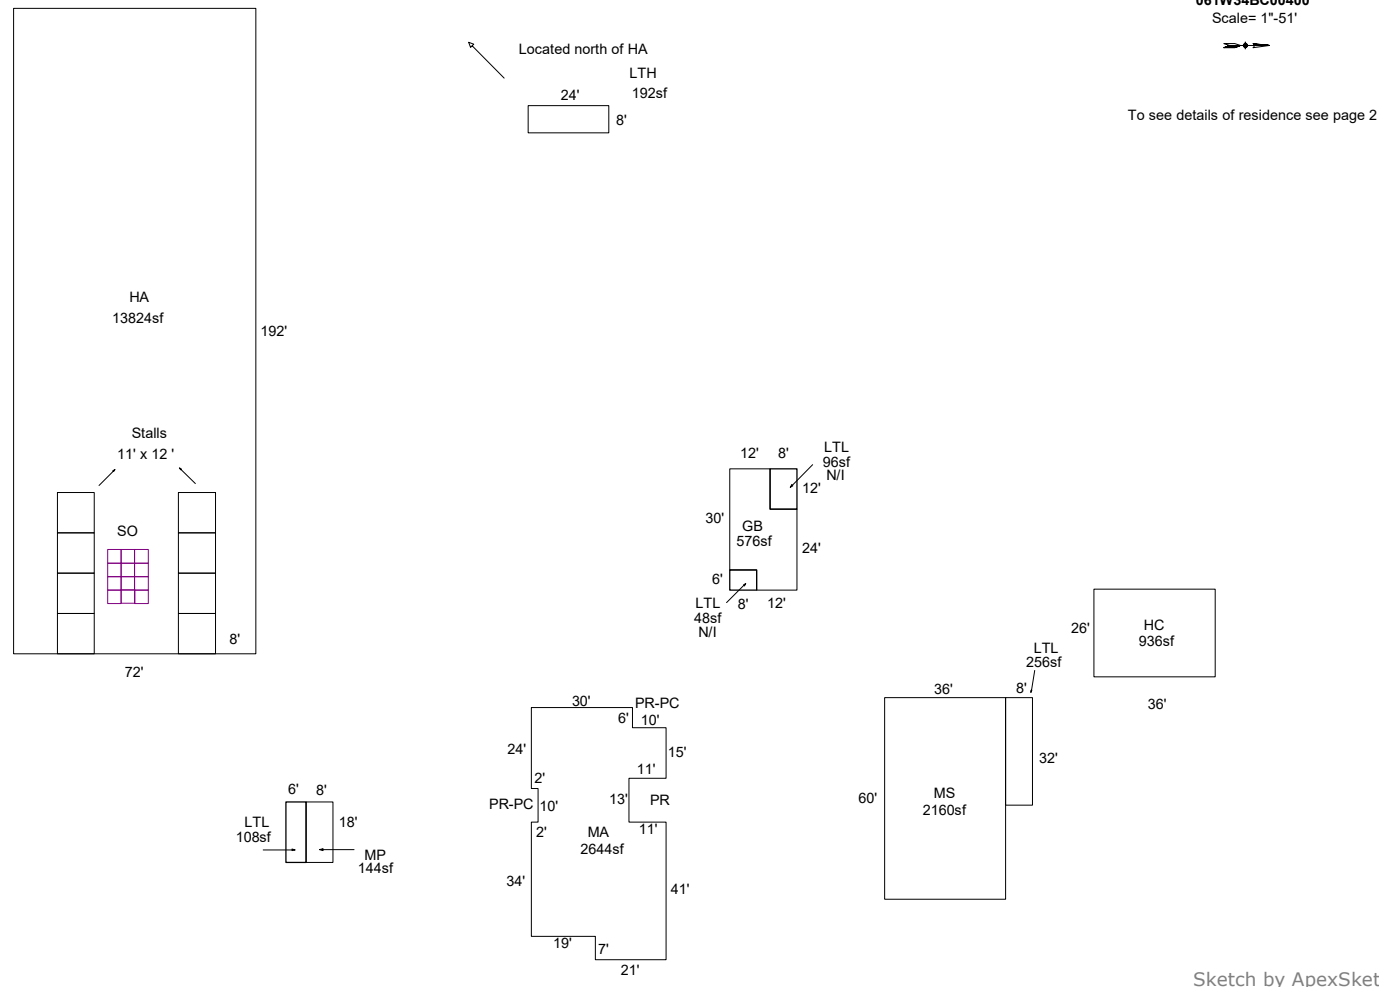 061W34BC00400
Scale= 1"-51'
To see details of residence see page 2
Located north of HA
LTH
192sf
24'
8'
HA
13824sf
192'
Stalls
11' x 12 '
SO
8'
72'
12'
8'
LTL
96sf
N/I
12'
30'
GB
576sf
24'
6'
LTL
48sf
N/I
8'
12'
26'
HC
936sf
36'
LTL
256sf
36'
8'
32'
60'
MS
2160sf
30'
PR-PC
6'
10'
24'
15'
2'
11'
PR-PC
10'
13'
PR
2'
11'
MA
2644sf
34'
41'
19'
7'
21'
6'
8'
LTL
108sf
18'
MP
144sf
Sketch by ApexSket